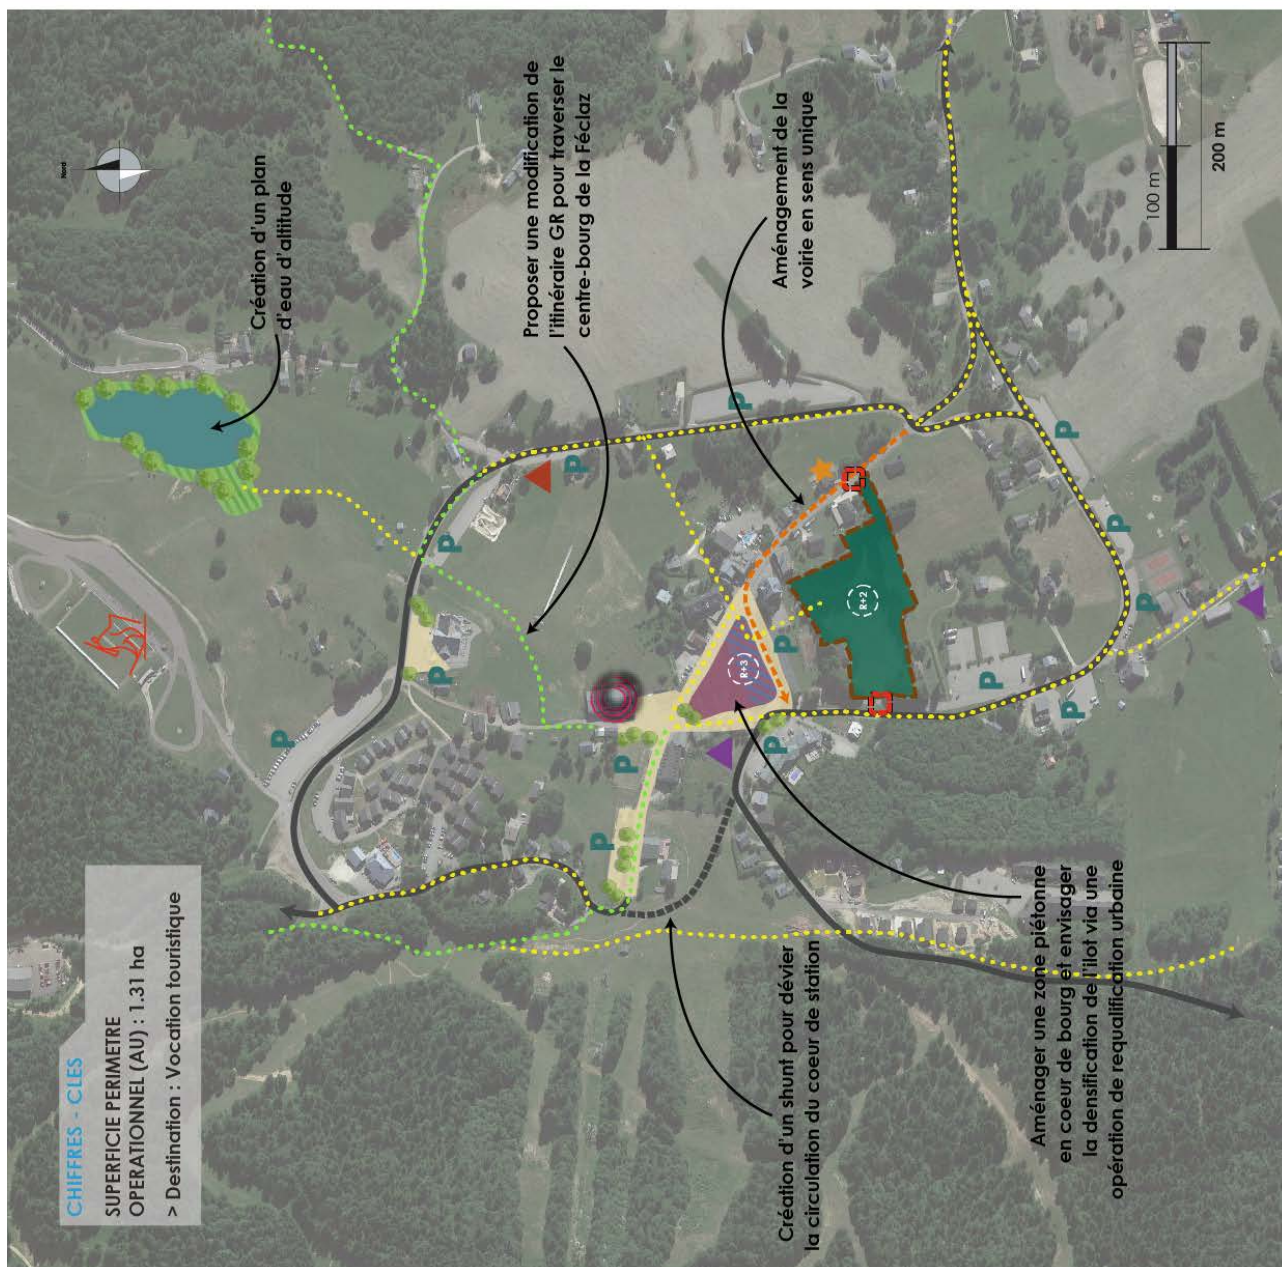 CHIFFRES - CLES
SUPERFICIE PERIMETRE
OPERATIONNEL (AU) : 1.31 ha
> Destination : Vocation touristique
Nord
Création d'un plan
d'eau d'altitude
Proposer une modification de
l'itinéraire GR pour traverser le
centre-bourg de la Féclaz
Aménagement de la
voirie en sens unique
Création d'un shunt pour dévier
la circulation du coeur de station
Aménager une zone piétonne
en coeur de bourg et envisager
la densification de l'ilot via une
opération de requalification urbaine
R+3
R+2
P
P
P
P
P
P
P
P
P
P
P
P
P
P
100 m
200 m